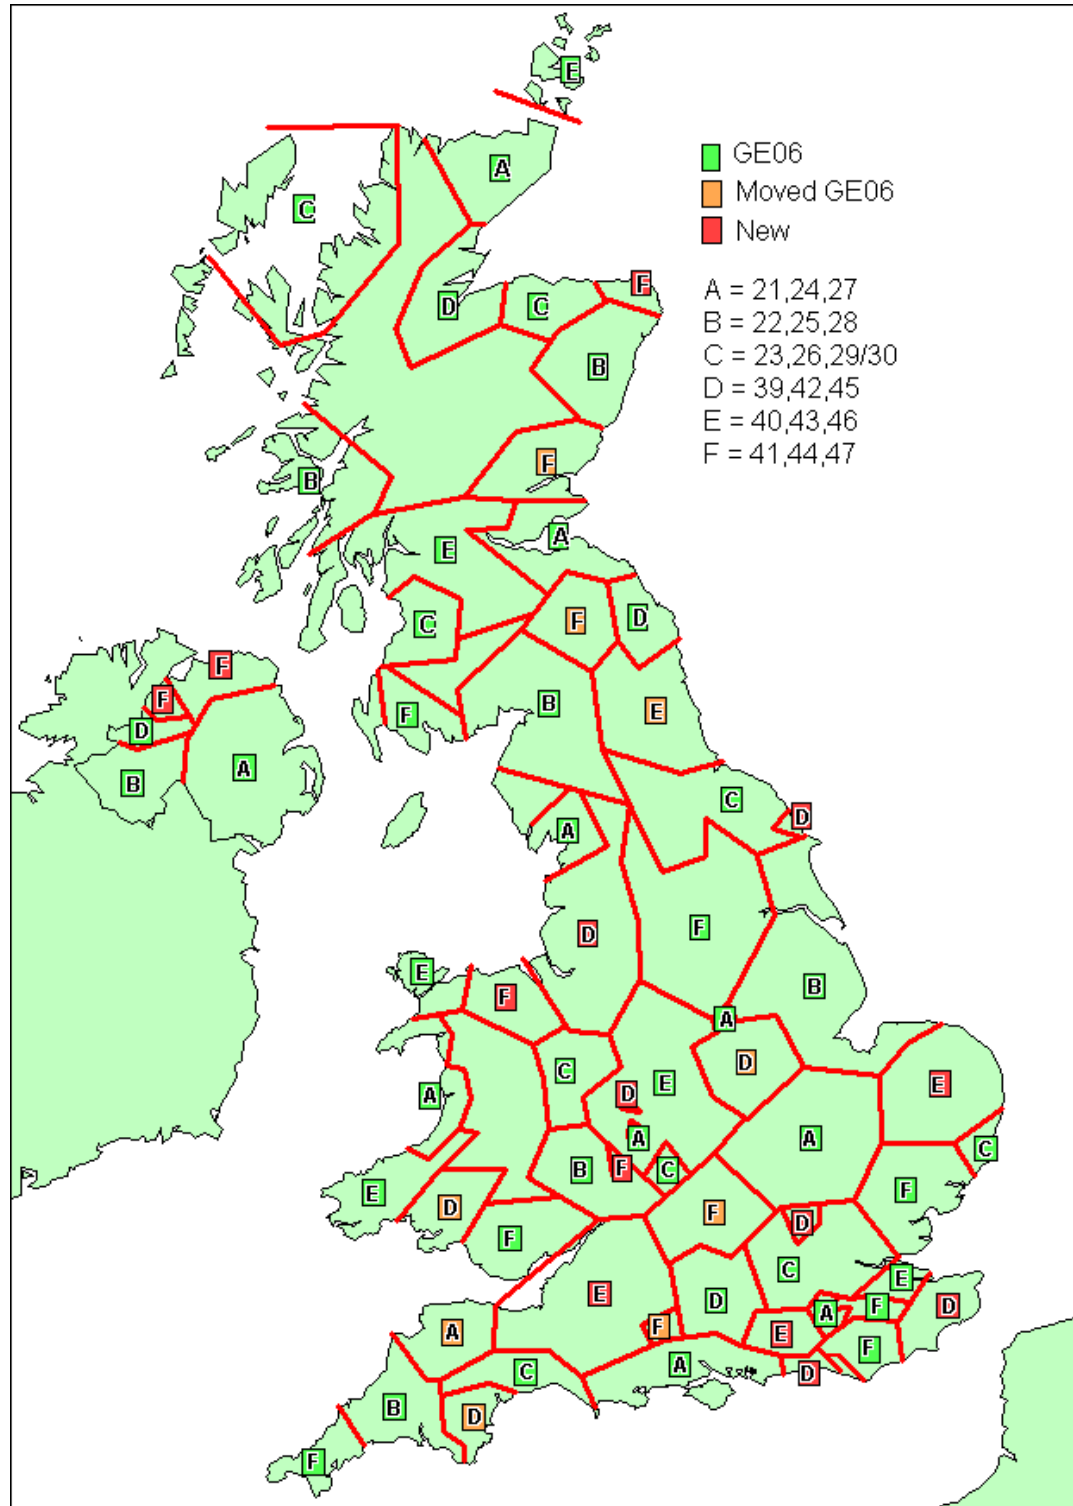 E
A
GE06
Moved GE06
C
New
F
A = 21,24,27
D
C
B = 22,25,28
C = 23,26,29/30
B
D = 39,42,45
E = 40,43,46
F = 41,44,47
F
B
A
E
F
D
C
F
F
B
E
F
D
A
B
C
D
A
F
D
E
B
F
A
D
C
E
E
D
A
A
A
C
B
F
C
E
F
D
F
D
F
C
E
E
D
F
D
A
F
A
F
E
F
A
C
D
B
D
F